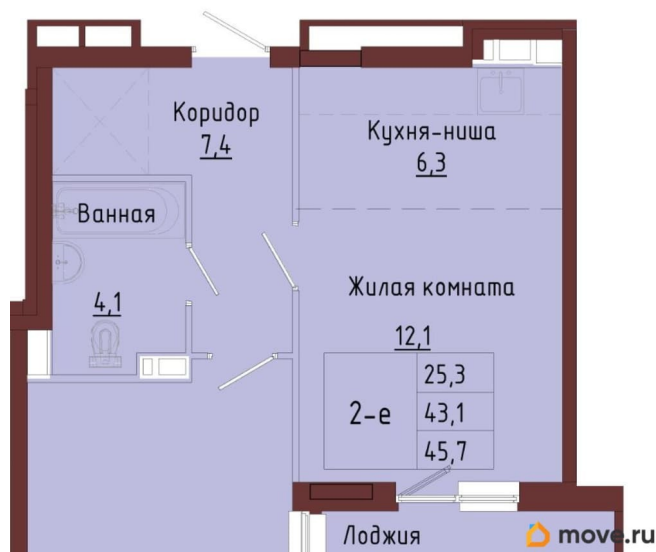 Коридор
7,4
Кухня-ниша
6,3
Ванная
4,1
Жилая комната
12,1
2-е
25,3
43,1
45,7
Лоджия
move.ru